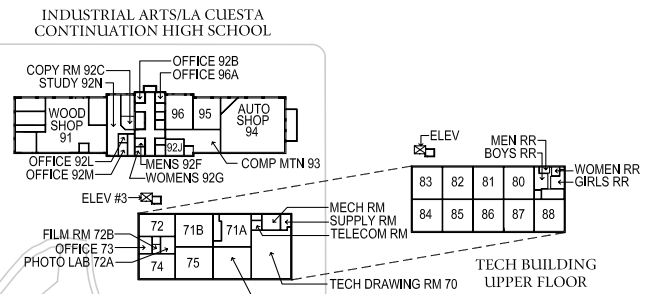 INDUSTRIAL ARTS/LA CUESTA
CONTINUATION HIGH SCHOOL
OFFICE 92B
COPY RM 92C
OFFICE 96A
STUDY 92N
WOOD
SHOP
91
96
95
AUTO
SHOP
94
92J
OFFICE 92L
OFFICE 92M
MENS 92F
WOMENS 92G
COMP MTN 93
ELEV
MEN RR
BOYS RR
WOMEN RR
GIRLS RR
83
82
81
80
84
85
86
87
88
TECH BUILDING
UPPER FLOOR
ELEV #3
MECH RM
SUPPLY RM
TELECOM RM
72
71B
71A
FILM RM 72B
OFFICE 73
PHOTO LAB 72A
74
75
TECH DRAWING RM 70